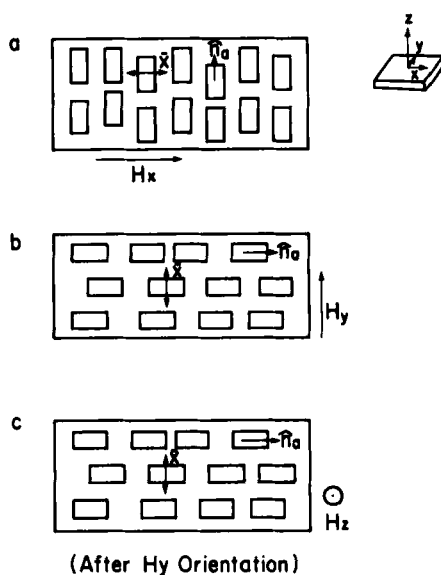 a
x̄
n̂a
Hx
z
y
x
b
x̂
n̂a
Hy
c
x̂
n̂a
Hz
(After Hy Orientation)